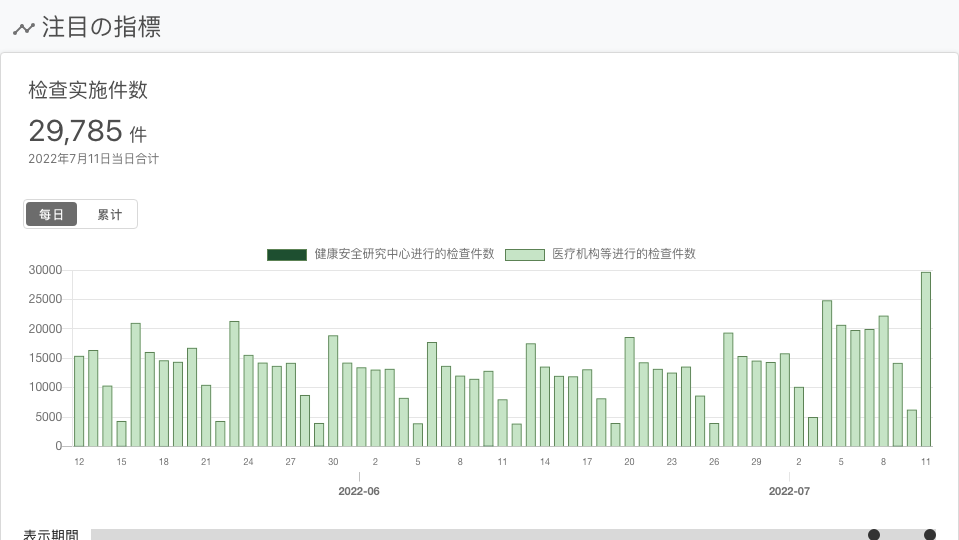 注目の指標
检查实施件数
29,785 件
2022年7月11日当日合计
每日 累计
健康安全研究中心进行的检查件数 医疗机构等进行的检查件数
30000
25000
20000
15000
10000
5000
0
12 15 18 21 24 27 30 2 5 8 11 14 17 20 23 26 29 2 5 8 11
2022-06 2022-07
表示期間